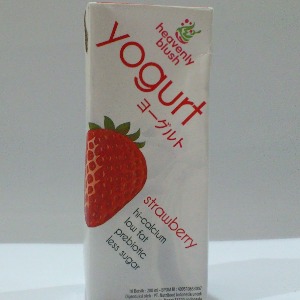 heavenly
blush
yogurt
ヨーグルト
strawberry
hi-calcium
low fat
prebiotic
less sugar